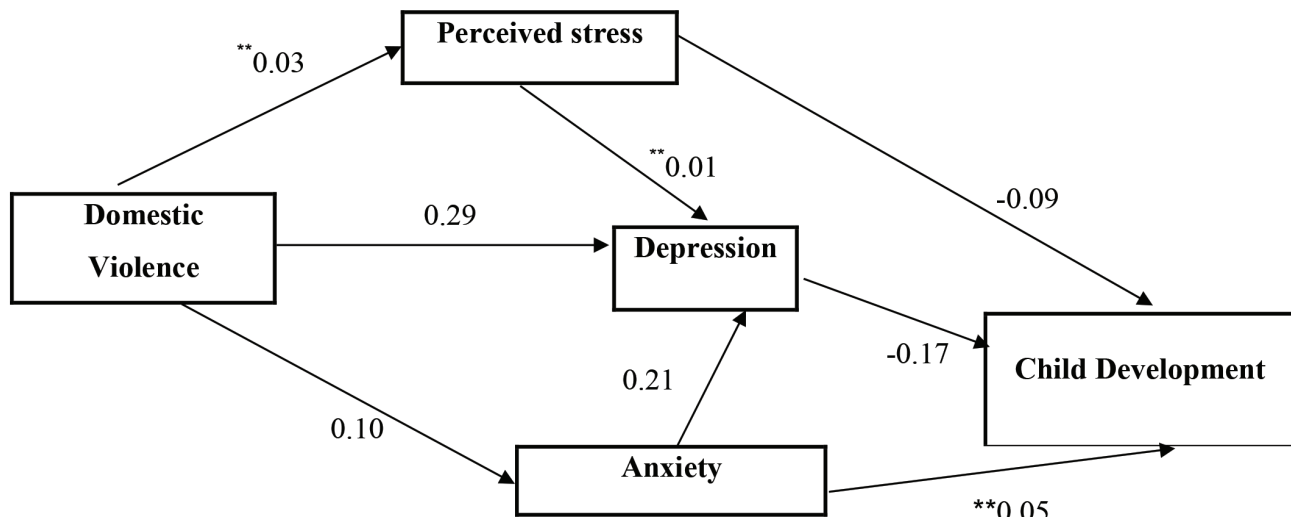 Perceived stress
**0.03
**0.01
-0.09
Domestic
Violence
0.29
Depression
-0.17
Child Development
0.21
0.10
Anxiety
**0.05